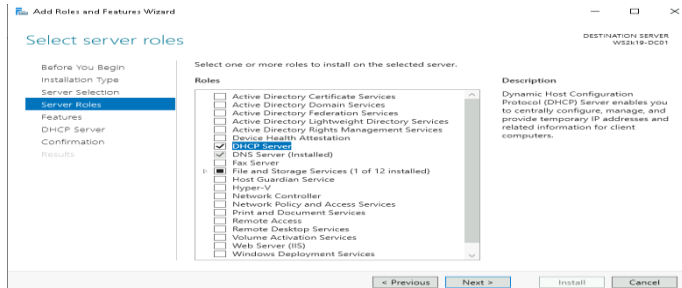 Add Roles and Features Wizard
Select server roles
DESTINATION SERVER
WS2k19-DC01
Before You Begin
Installation Type
Server Selection
Server Roles
Features
DHCP Server
Confirmation
Results
Select one or more roles to install on the selected server.
Roles
Active Directory Certificate Services
Active Directory Domain Services
Active Directory Federation Services
Active Directory Lightweight Directory Services
Active Directory Rights Management Services
Device Health Attestation
DHCP Server
DNS Server (Installed)
Fax Server
File and Storage Services (1 of 12 installed)
Host Guardian Service
Hyper-V
Network Controller
Network Policy and Access Services
Print and Document Services
Remote Access
Remote Desktop Services
Volume Activation Services
Web Server (IIS)
Windows Deployment Services
Description
Dynamic Host Configuration
Protocol (DHCP) Server enables you
to centrally configure, manage, and
provide temporary IP addresses and
related information for client
computers.
< Previous
Next >
Install
Cancel